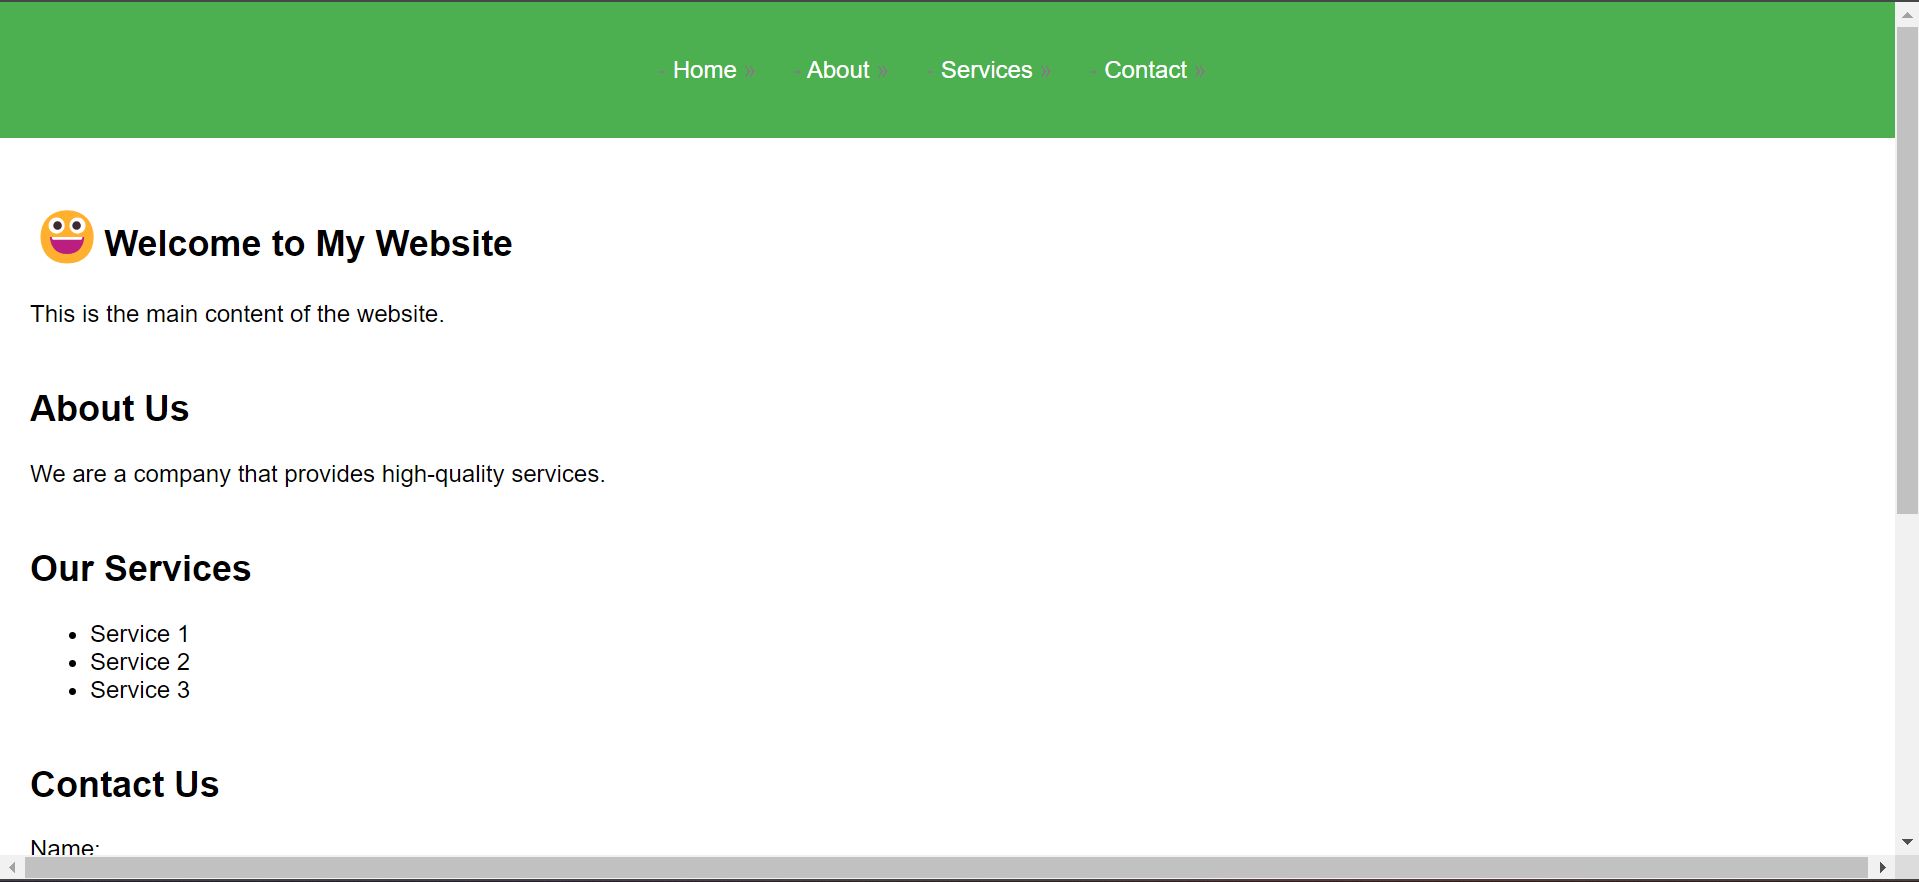 - Home » - About » - Services » - Contact »
Welcome to My Website
This is the main content of the website.
About Us
We are a company that provides high-quality services.
Our Services
• Service 1
• Service 2
• Service 3
Contact Us
Name: